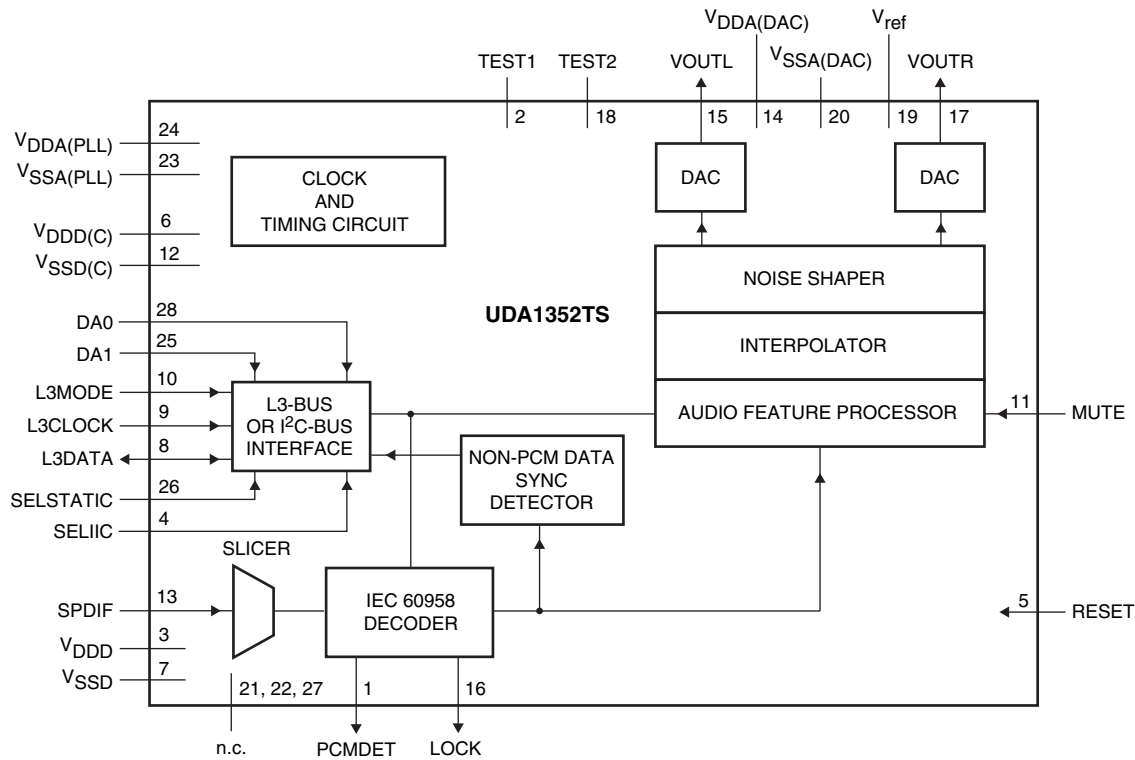 VDDA(DAC)
Vref
TEST1
TEST2
VOUTL
VSSA(DAC)
VOUTR
2
18
15
14
20
19
17
VDDA(PLL)
24
VSSA(PLL)
23
VDDD(C)
6
VSSD(C)
12
CLOCK
AND
TIMING CIRCUIT
DAC
DAC
NOISE SHAPER
UDA1352TS
INTERPOLATOR
AUDIO FEATURE PROCESSOR
11
MUTE
DA0
28
DA1
25
L3MODE
10
L3CLOCK
9
L3DATA
8
SELSTATIC
26
SELIIC
4
L3-BUS
OR I²C-BUS
INTERFACE
NON-PCM DATA
SYNC
DETECTOR
SLICER
SPDIF
13
VDDD
3
VSSD
7
IEC 60958
DECODER
5
RESET
21, 22, 27
1
16
n.c.
PCMDET
LOCK